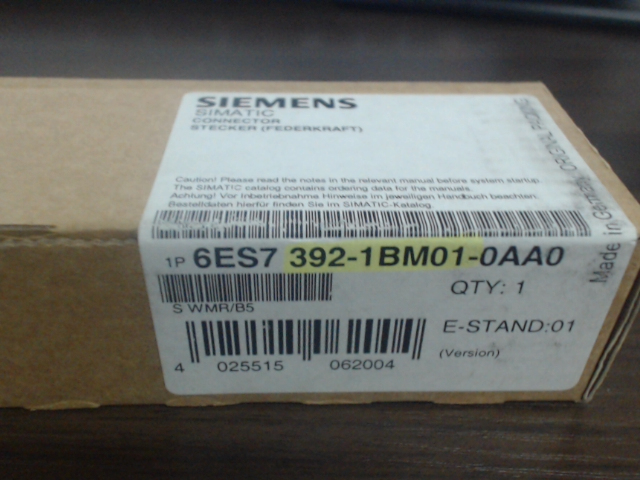 SIEMENS
SIMATIC
CONNECTOR
STECKER (FEDERKRAFT)
Caution! Please read the notes in the relevant manual before system startup.
The SIMATIC catalog contains ordering data for the manuals.
Achtung! Vor Inbetriebnahme Hinweise im jeweiligen Handbuch beachten.
Bestelldaten hierfür finden Sie im SIMATIC-Katalog.
1P 6ES7 392-1BM01-0AA0
S WMR/B5
QTY: 1
E-STAND:01
(Version)
4 025515 062004
Made in Germany